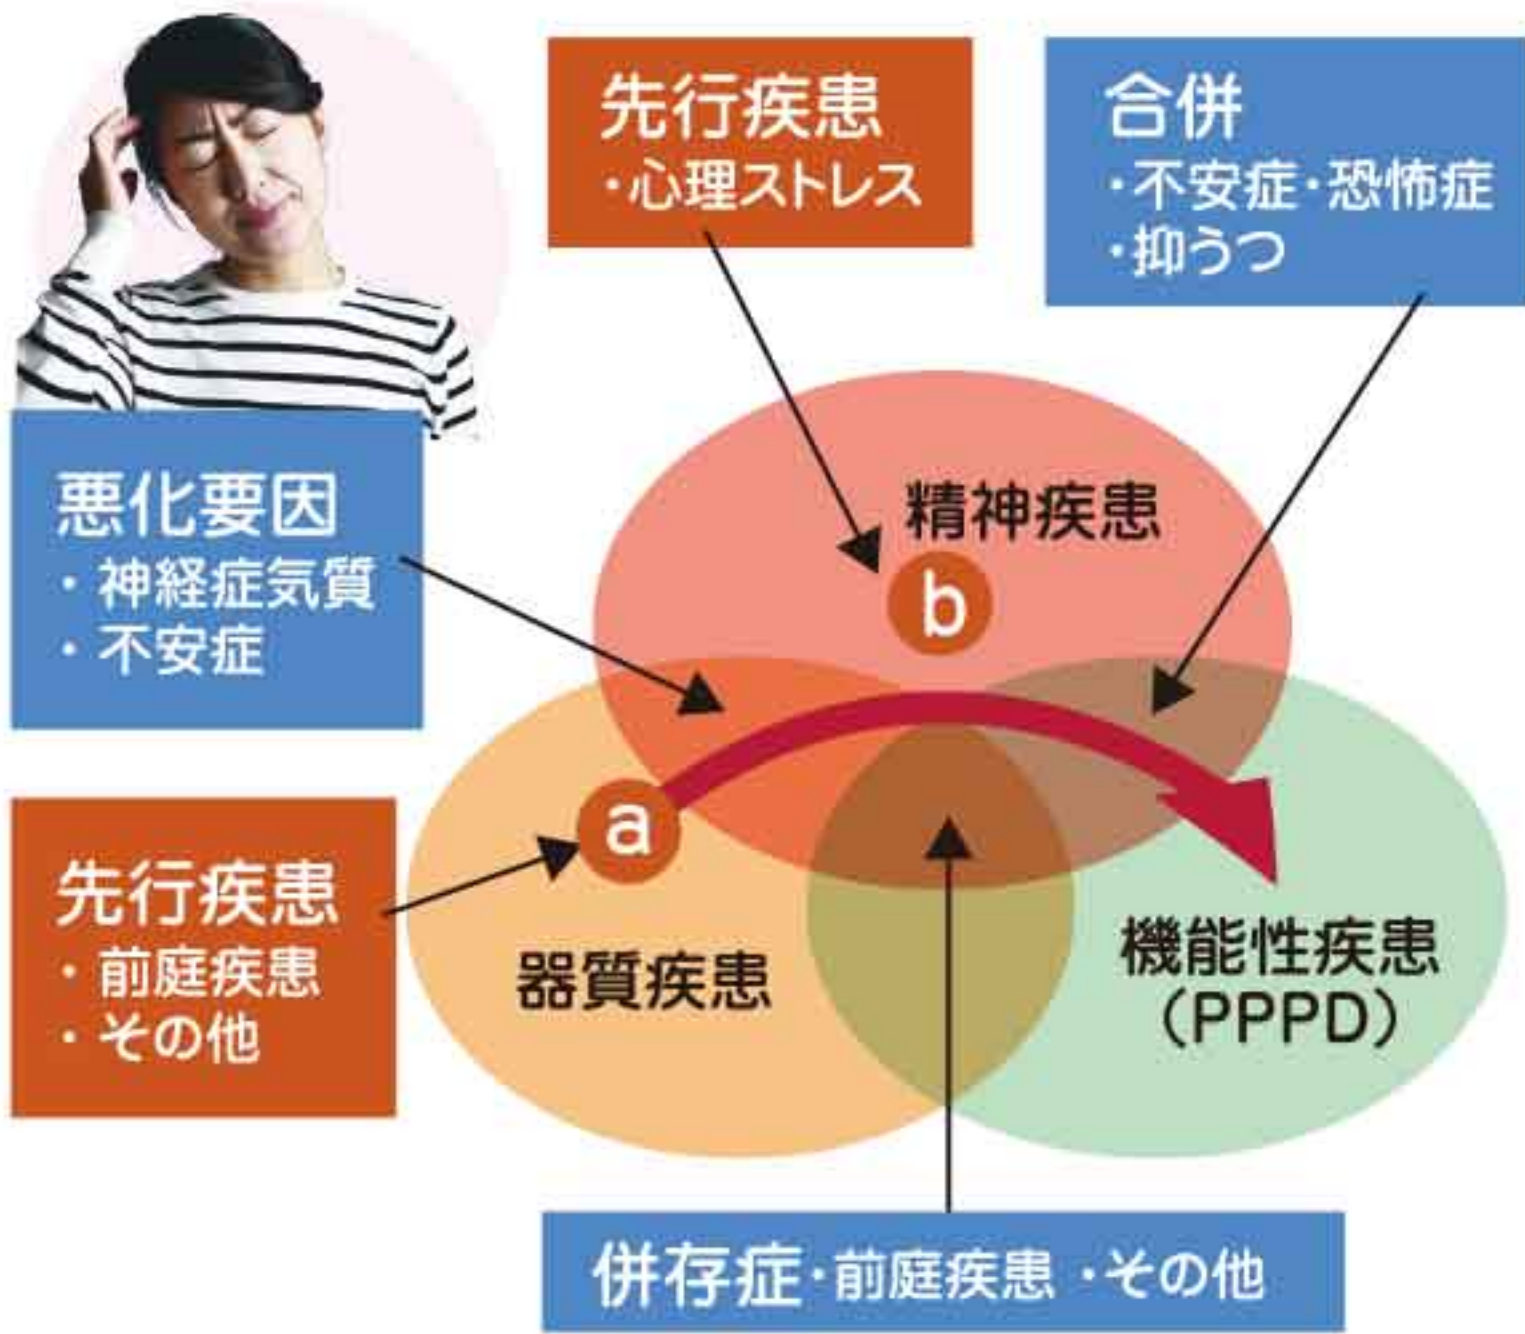 先行疾患
・心理ストレス
合併
・不安症・恐怖症
・抑うつ
悪化要因
・神経症気質
・不安症
精神疾患
b
a
先行疾患
・前庭疾患
・その他
器質疾患
機能性疾患
（PPPD）
併存症・前庭疾患・その他